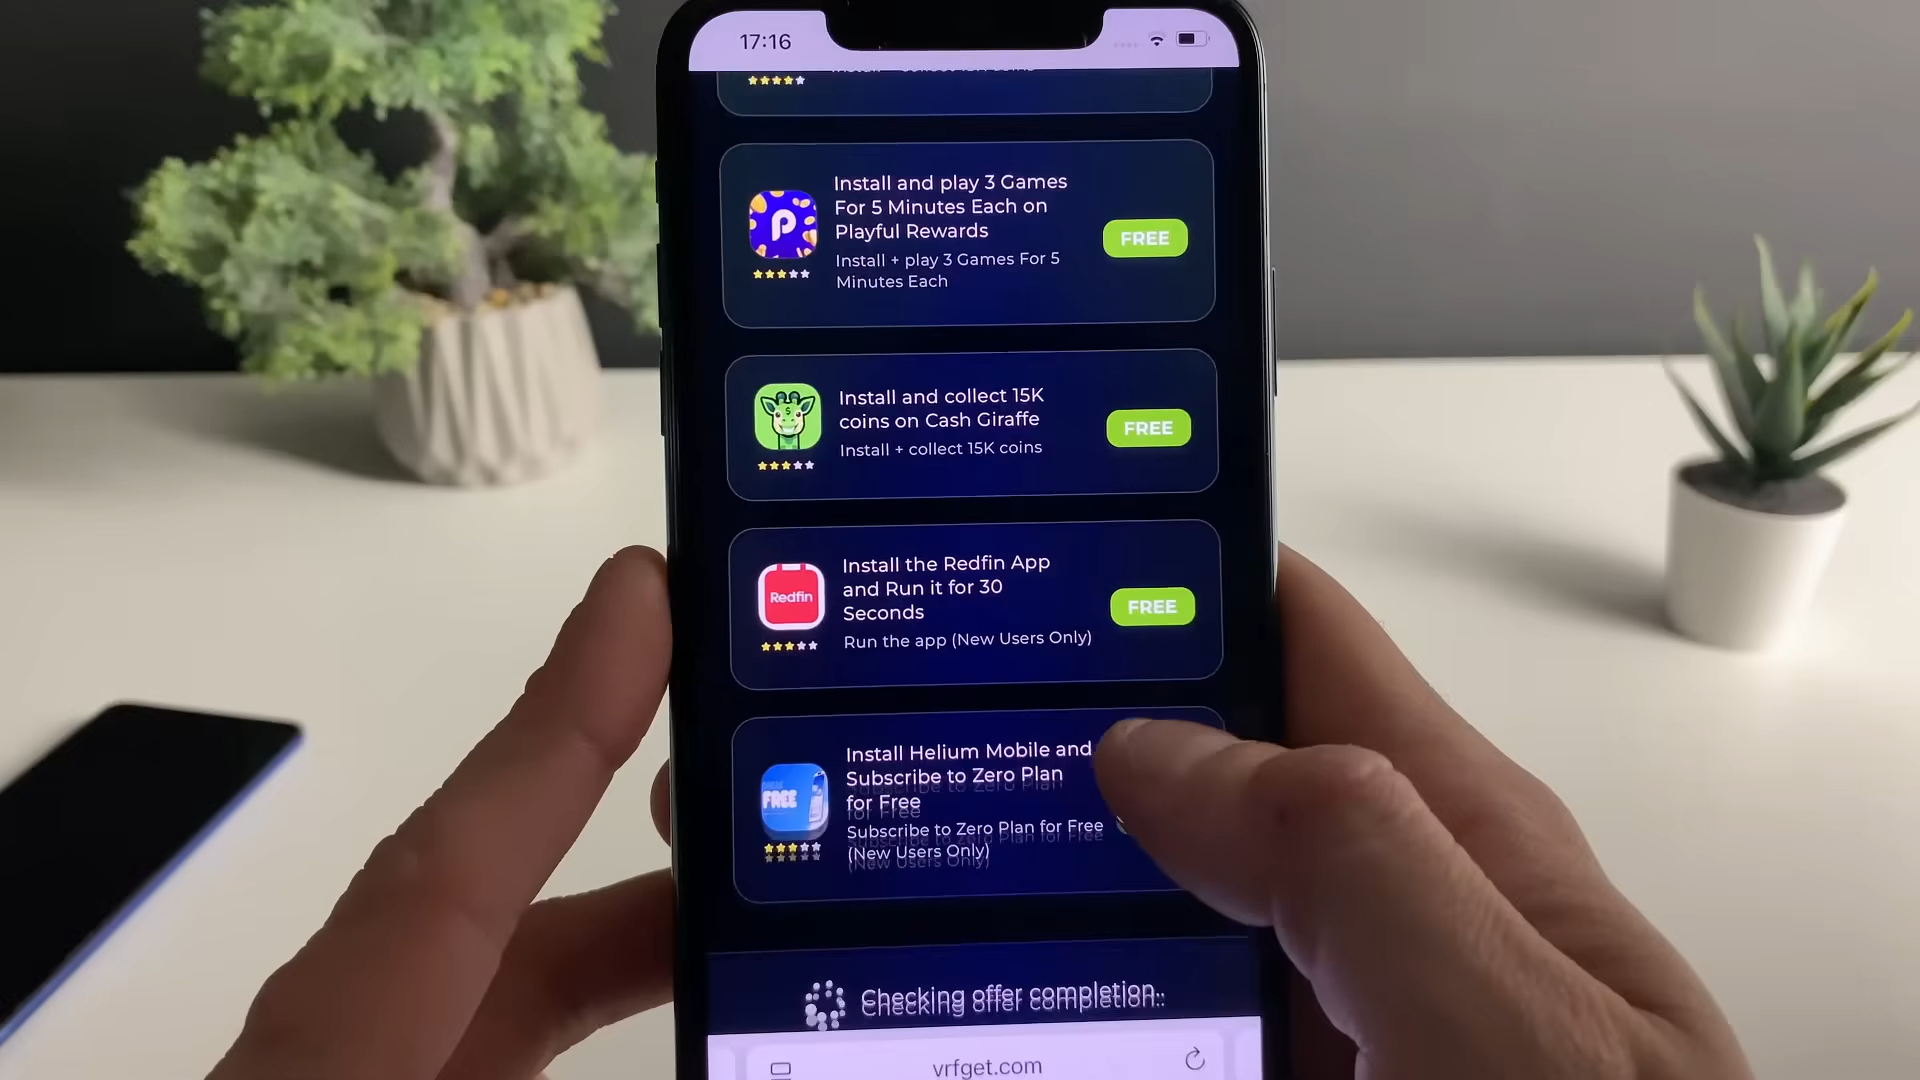 17:16
Install and play 3 Games
For 5 Minutes Each on
Playful Rewards
Install + play 3 Games For 5
Minutes Each
FREE
Install and collect 15K
coins on Cash Giraffe
Install + collect 15K coins
FREE
Redfin
Install the Redfin App
and Run it for 30
Seconds
Run the app (New Users Only)
FREE
FREE
Install Helium Mobile and
Subscribe to Zero Plan
for Free
Subscribe to Zero Plan for Free
(New Users Only)
Checking offer completion..
vrfget.com